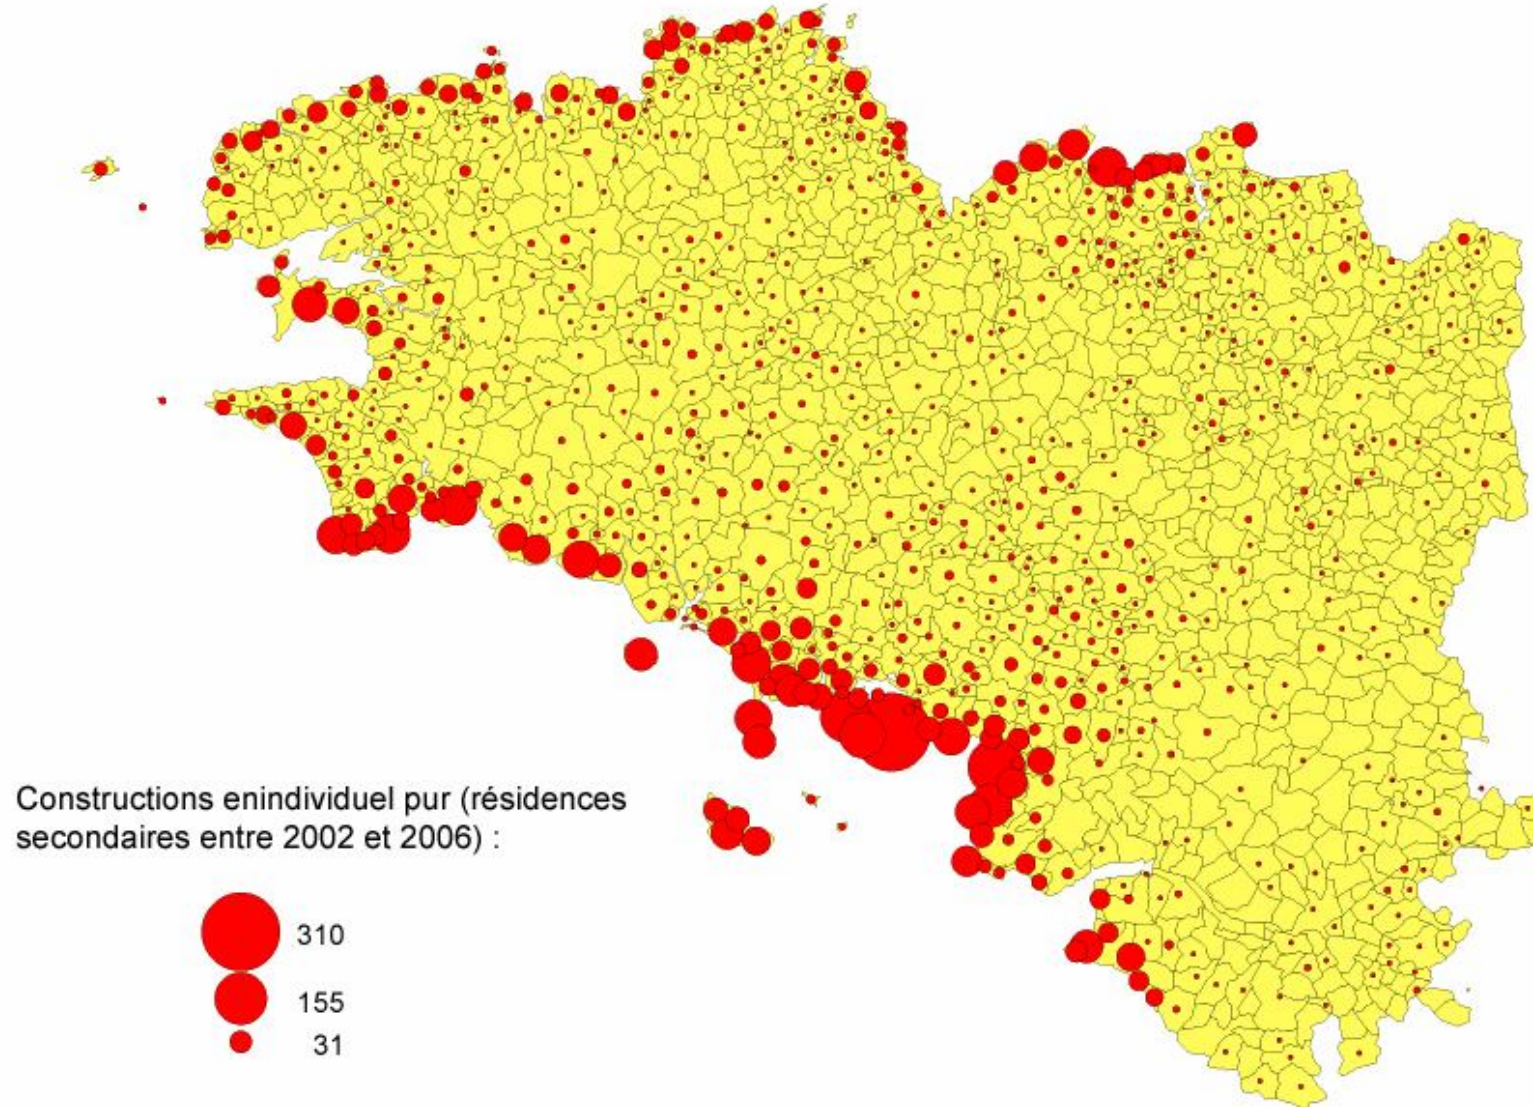 Constructions enindividuel pur (résidences
secondaires entre 2002 et 2006) :
310
155
31